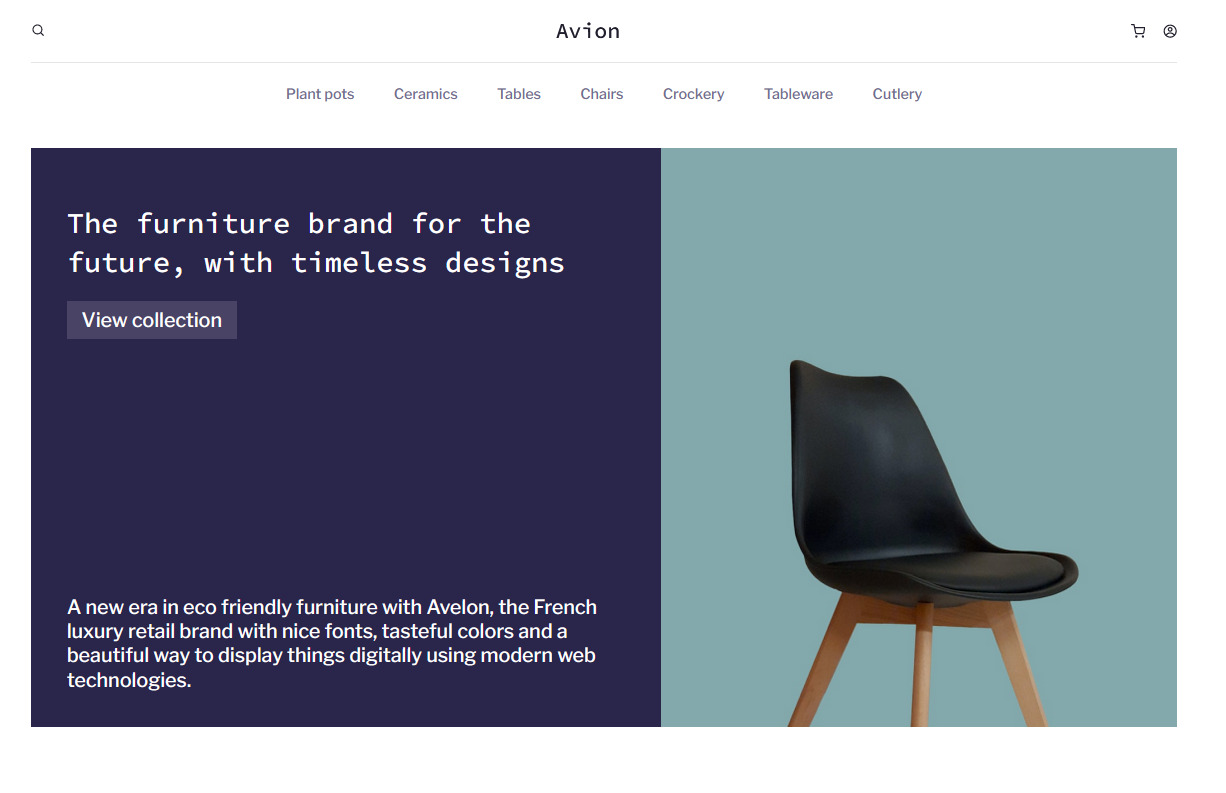 Avion
Plant pots Ceramics Tables Chairs Crockery Tableware Cutlery
The furniture brand for the
future, with timeless designs
View collection
A new era in eco friendly furniture with Avelon, the French
luxury retail brand with nice fonts, tasteful colors and a
beautiful way to display things digitally using modern web
technologies.